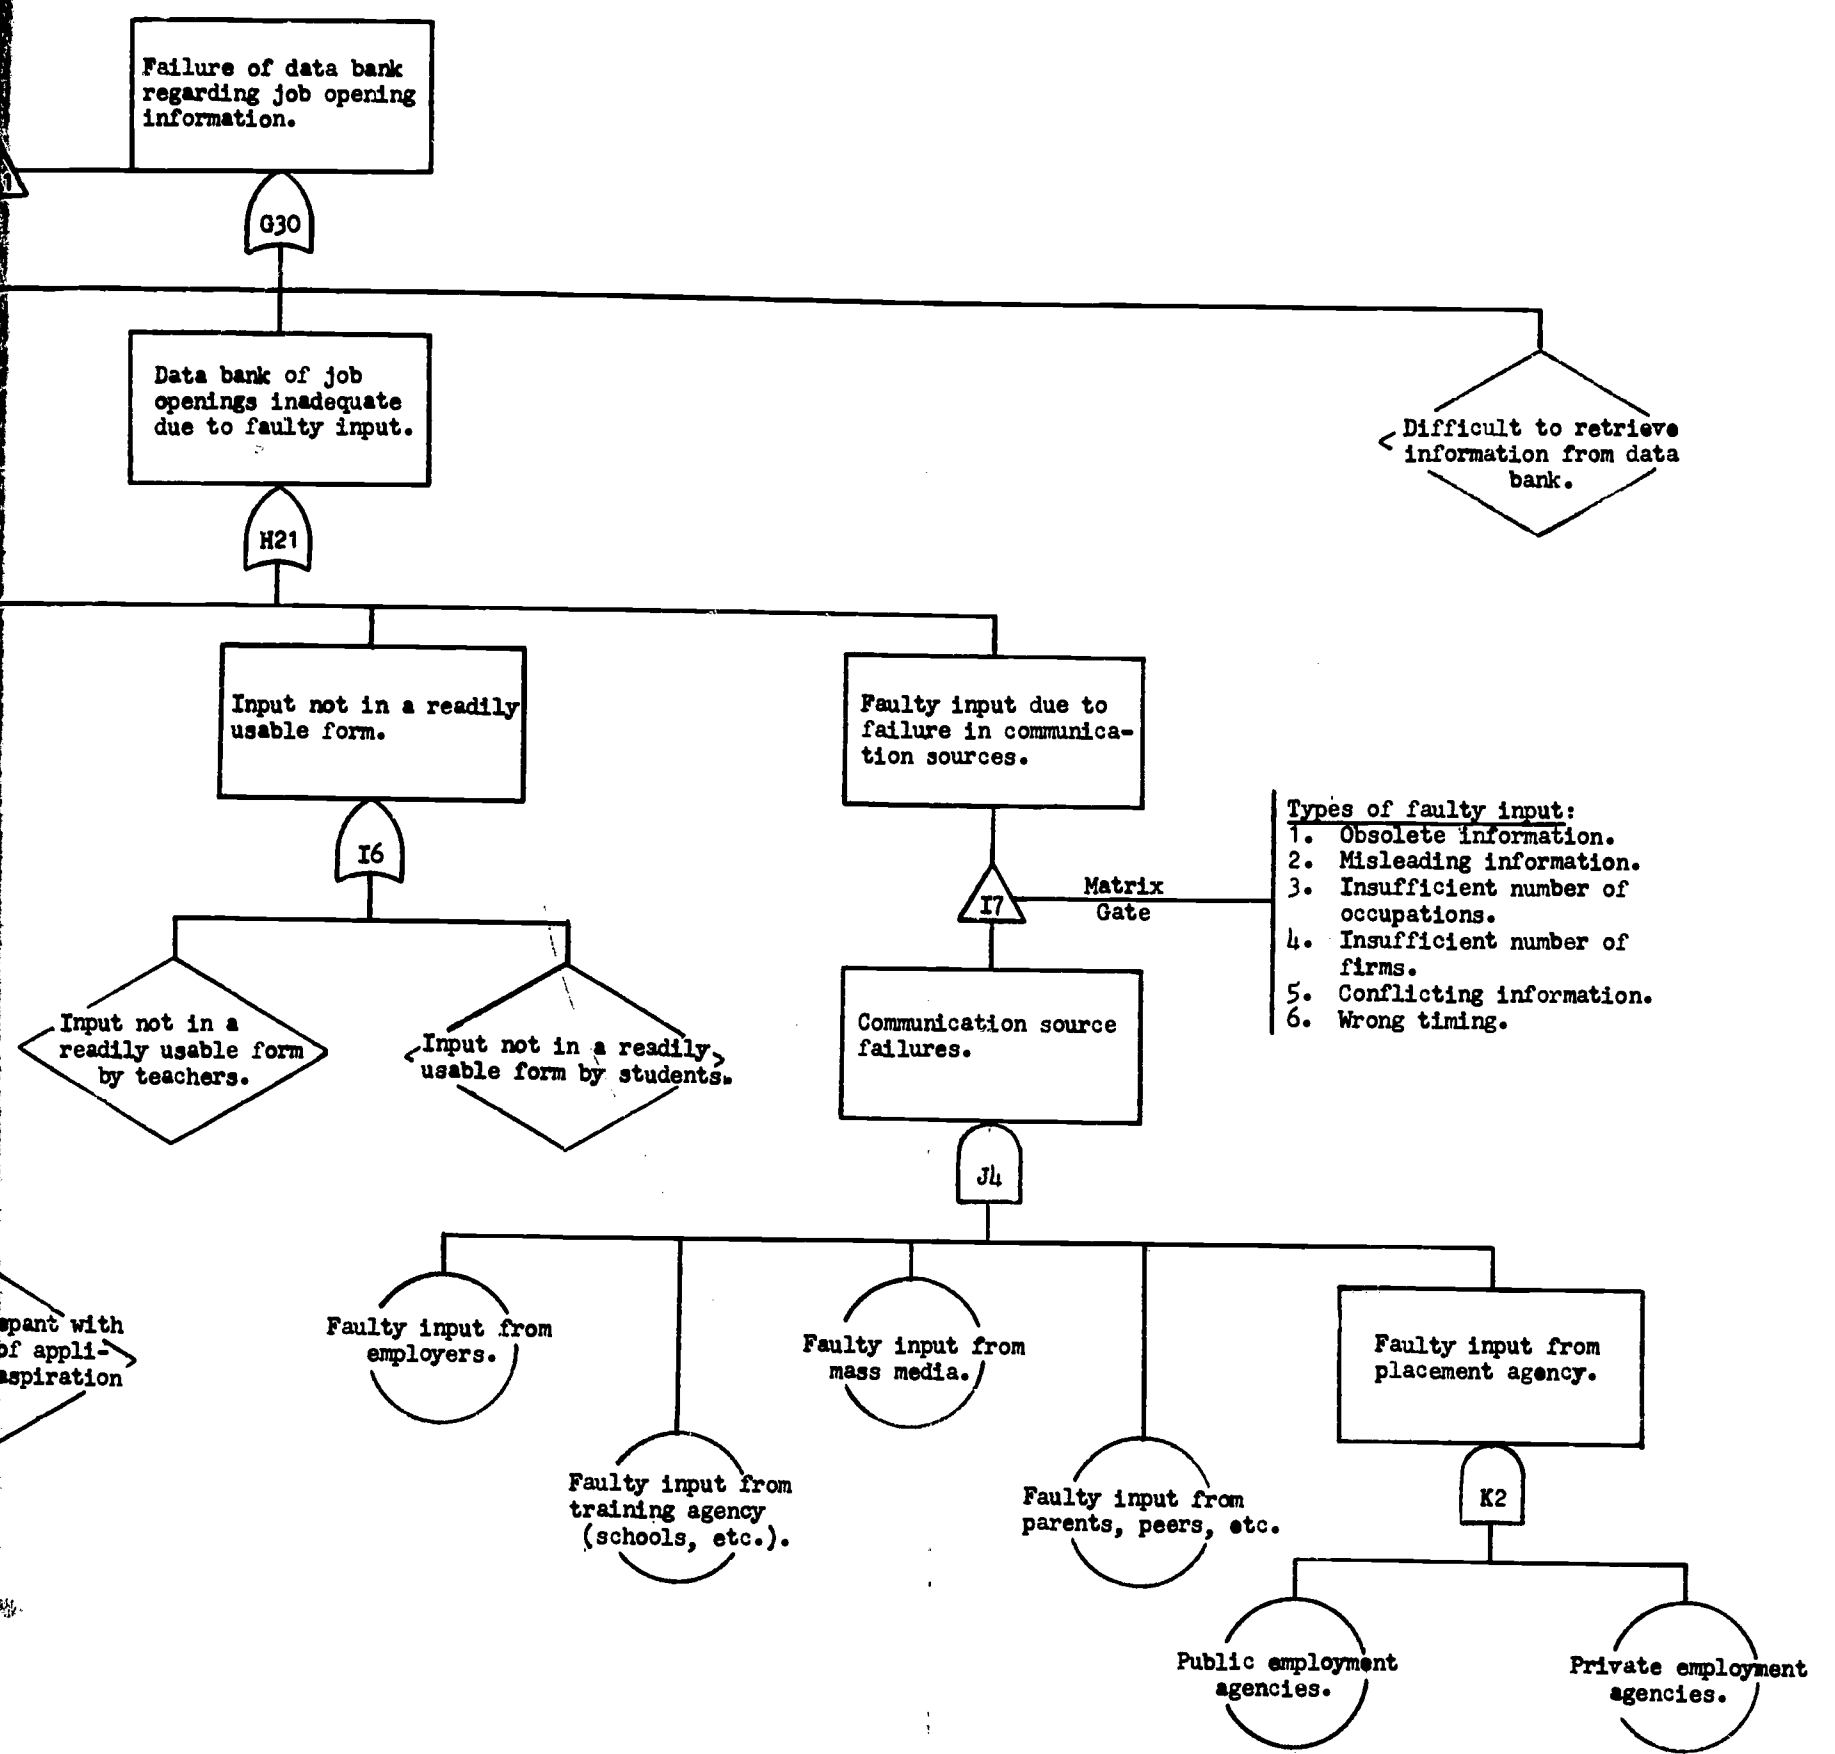 Failure of data bank
regarding job opening
information.
G30
Data bank of job
openings inadequate
due to faulty input.
Difficult to retrieve
information from data
bank.
H21
Input not in a readily
usable form.
Faulty input due to
failure in communica-
tion sources.
I6
I7
Matrix
Gate
Types of faulty input:
1. Obsolete information.
2. Misleading information.
3. Insufficient number of
occupations.
4. Insufficient number of
firms.
5. Conflicting information.
6. Wrong timing.
Input not in a
readily usable form
by teachers.
Input not in a readily
usable form by students.
Communication source
failures.
J4
with
of appli-
aspiration
Faulty input from
employers.
Faulty input from
training agency
(schools, etc.).
Faulty input from
mass media.
Faulty input from
parents, peers, etc.
Faulty input from
placement agency.
K2
Public employment
agencies.
Private employment
agencies.